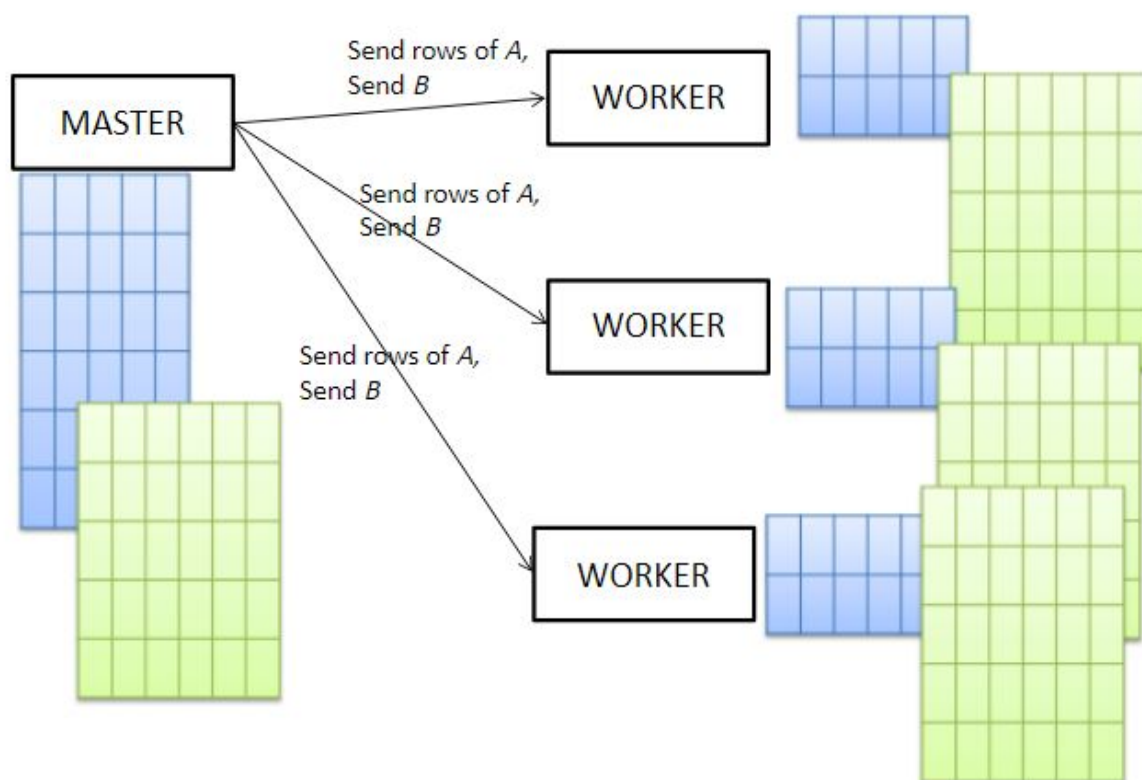 Send rows of A,
Send B
MASTER
WORKER
Send rows of A,
Send B
WORKER
Send rows of A,
Send B
WORKER